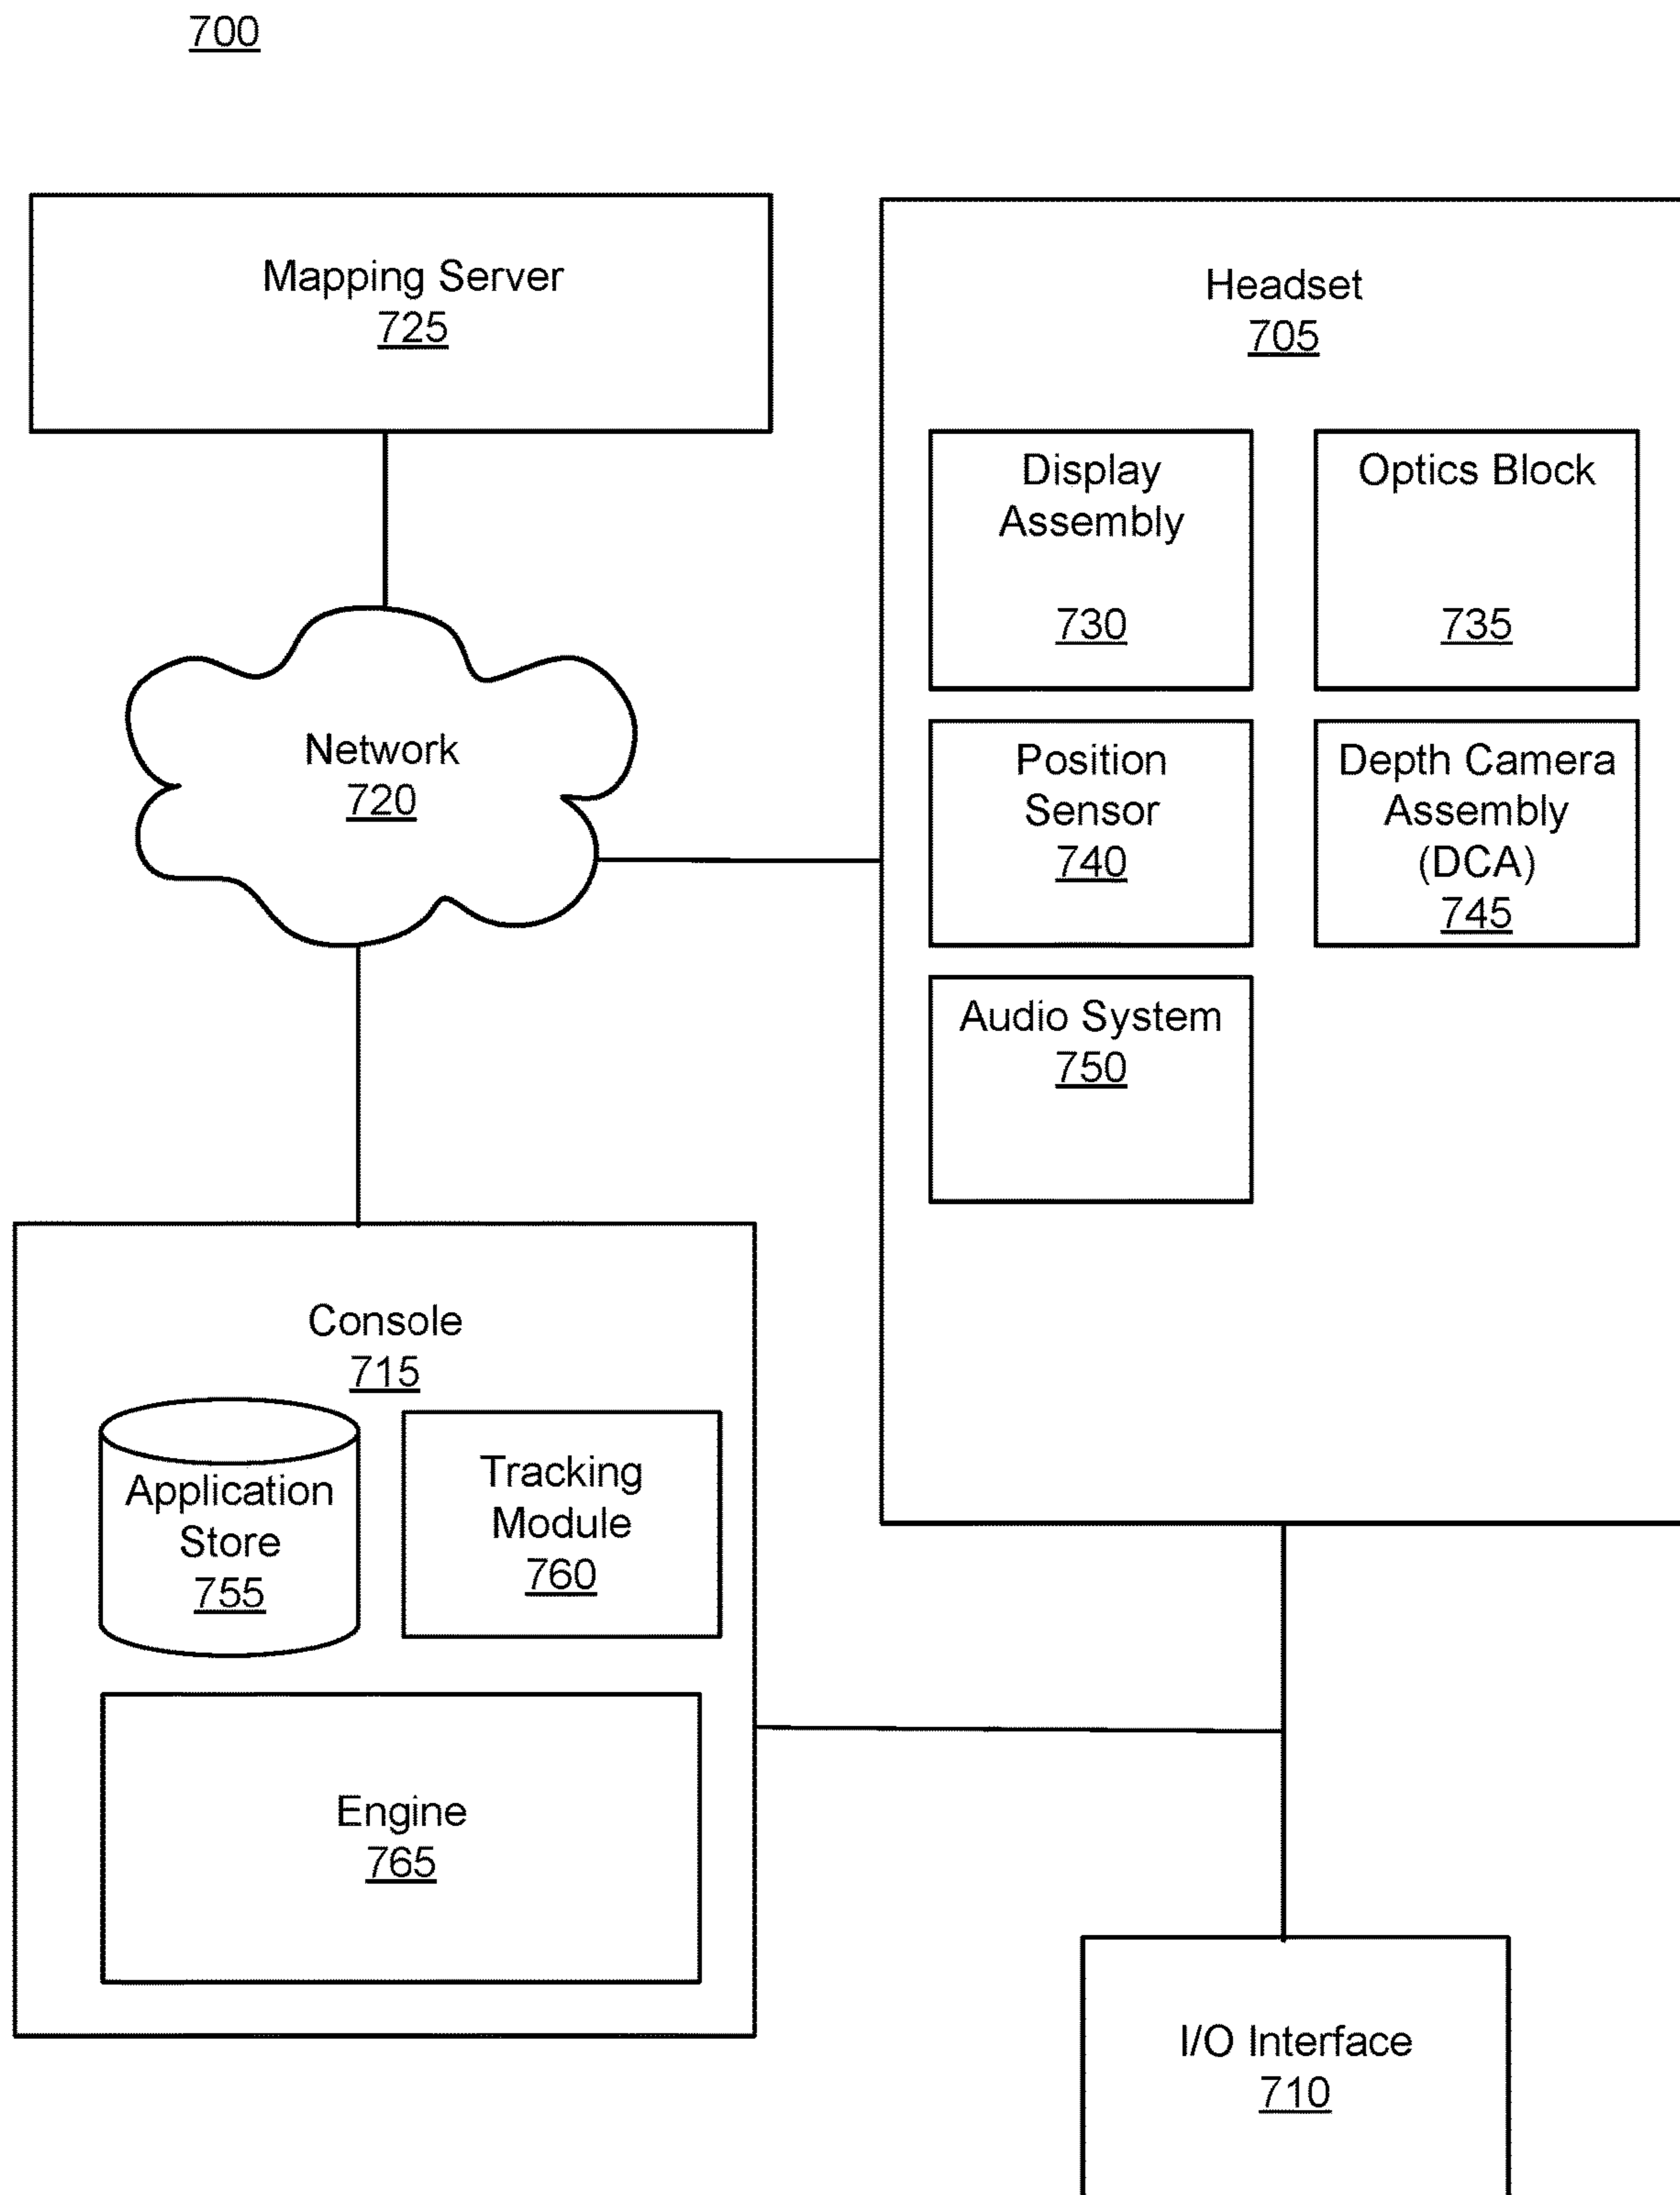 700
Mapping Server
725
Headset
705
Display
Assembly
730
Optics Block
735
Network
720
Position
Sensor
740
Depth Camera
Assembly
(DCA)
745
Audio System
750
Console
715
Application
Store
755
Tracking
Module
760
Engine
765
I/O Interface
710